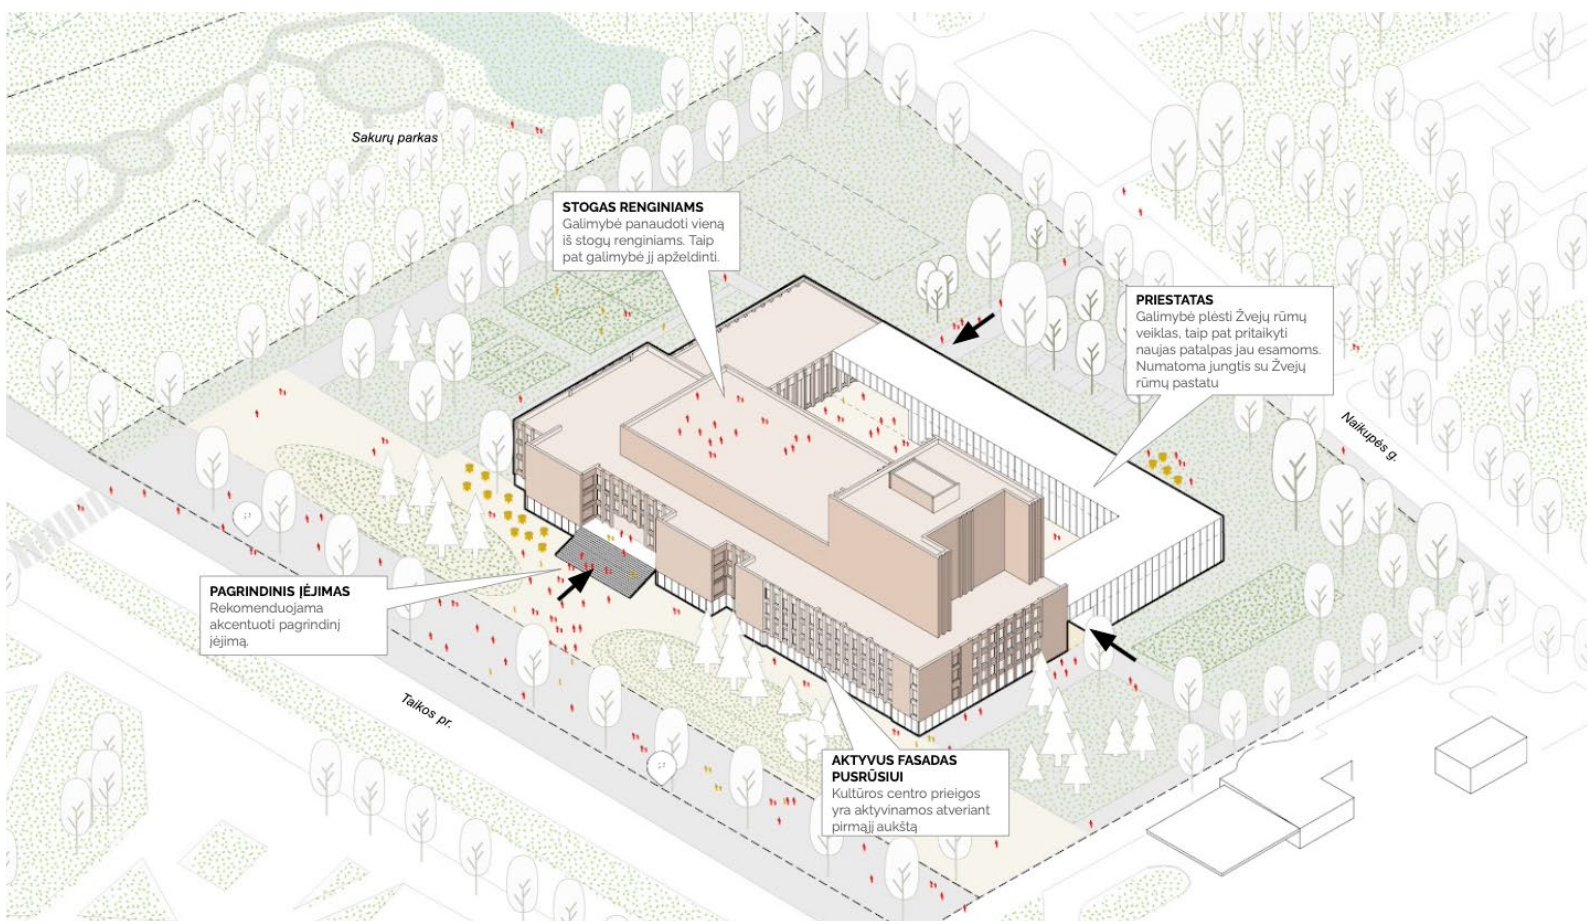 Sakurų parkas
STOGAS RENGINIAMS
Galimybė panaudoti vieną
iš stogų renginiams. Taip
pat galimybė jį apželdinti.
PRIESTATAS
Galimybė plėsti Žvejų rūmų
veiklas, taip pat pritaikyti
naujas patalpas jau esamoms.
Numatoma jungtis su Žvejų
rūmų pastatu
Naikupės g.
PAGRINDINIS ĮĖJIMAS
Rekomenduojama
akcentuoti pagrindinį
įėjimą.
Taikos pr.
AKTYVUS FASADAS
PUSRŪSIUI
Kultūros centro prieigos
yra aktyvinamos atveriant
pirmąjį aukštą